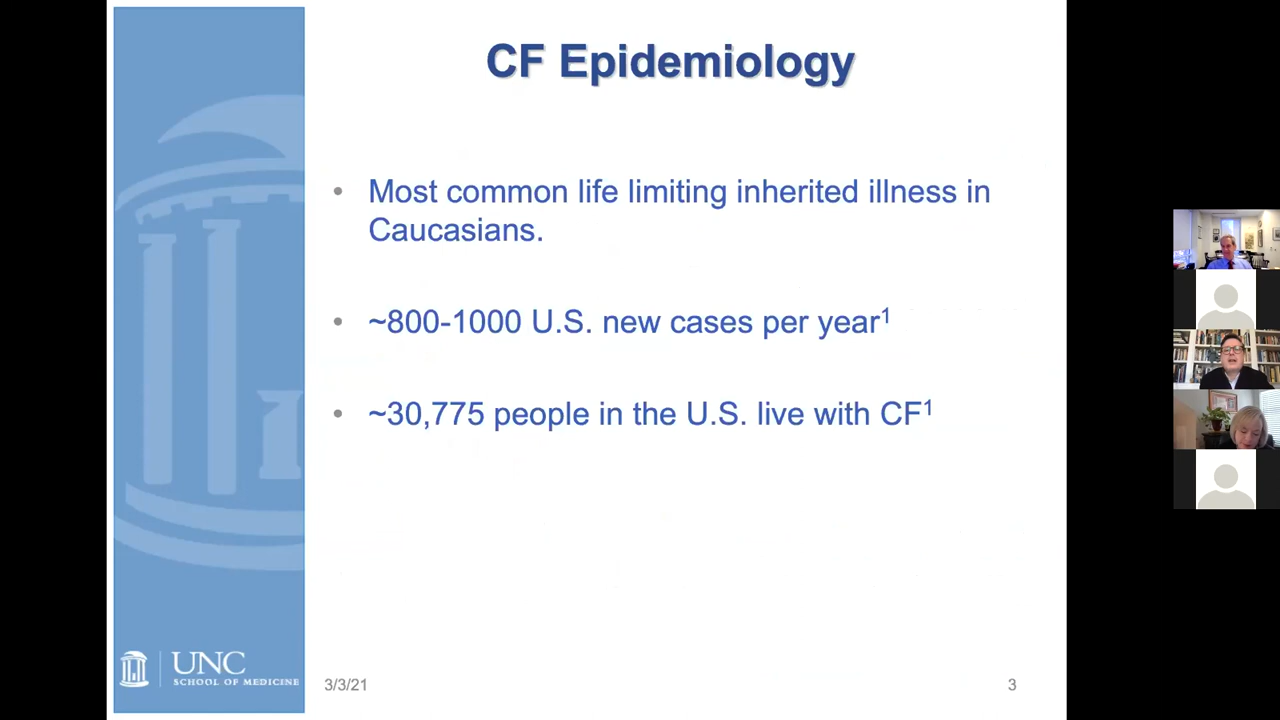 CF Epidemiology
• Most common life limiting inherited illness in
Caucasians.
• ~800-1000 U.S. new cases per year¹
• ~30,775 people in the U.S. live with CF¹
UNC
SCHOOL OF MEDICINE
3/3/21
3